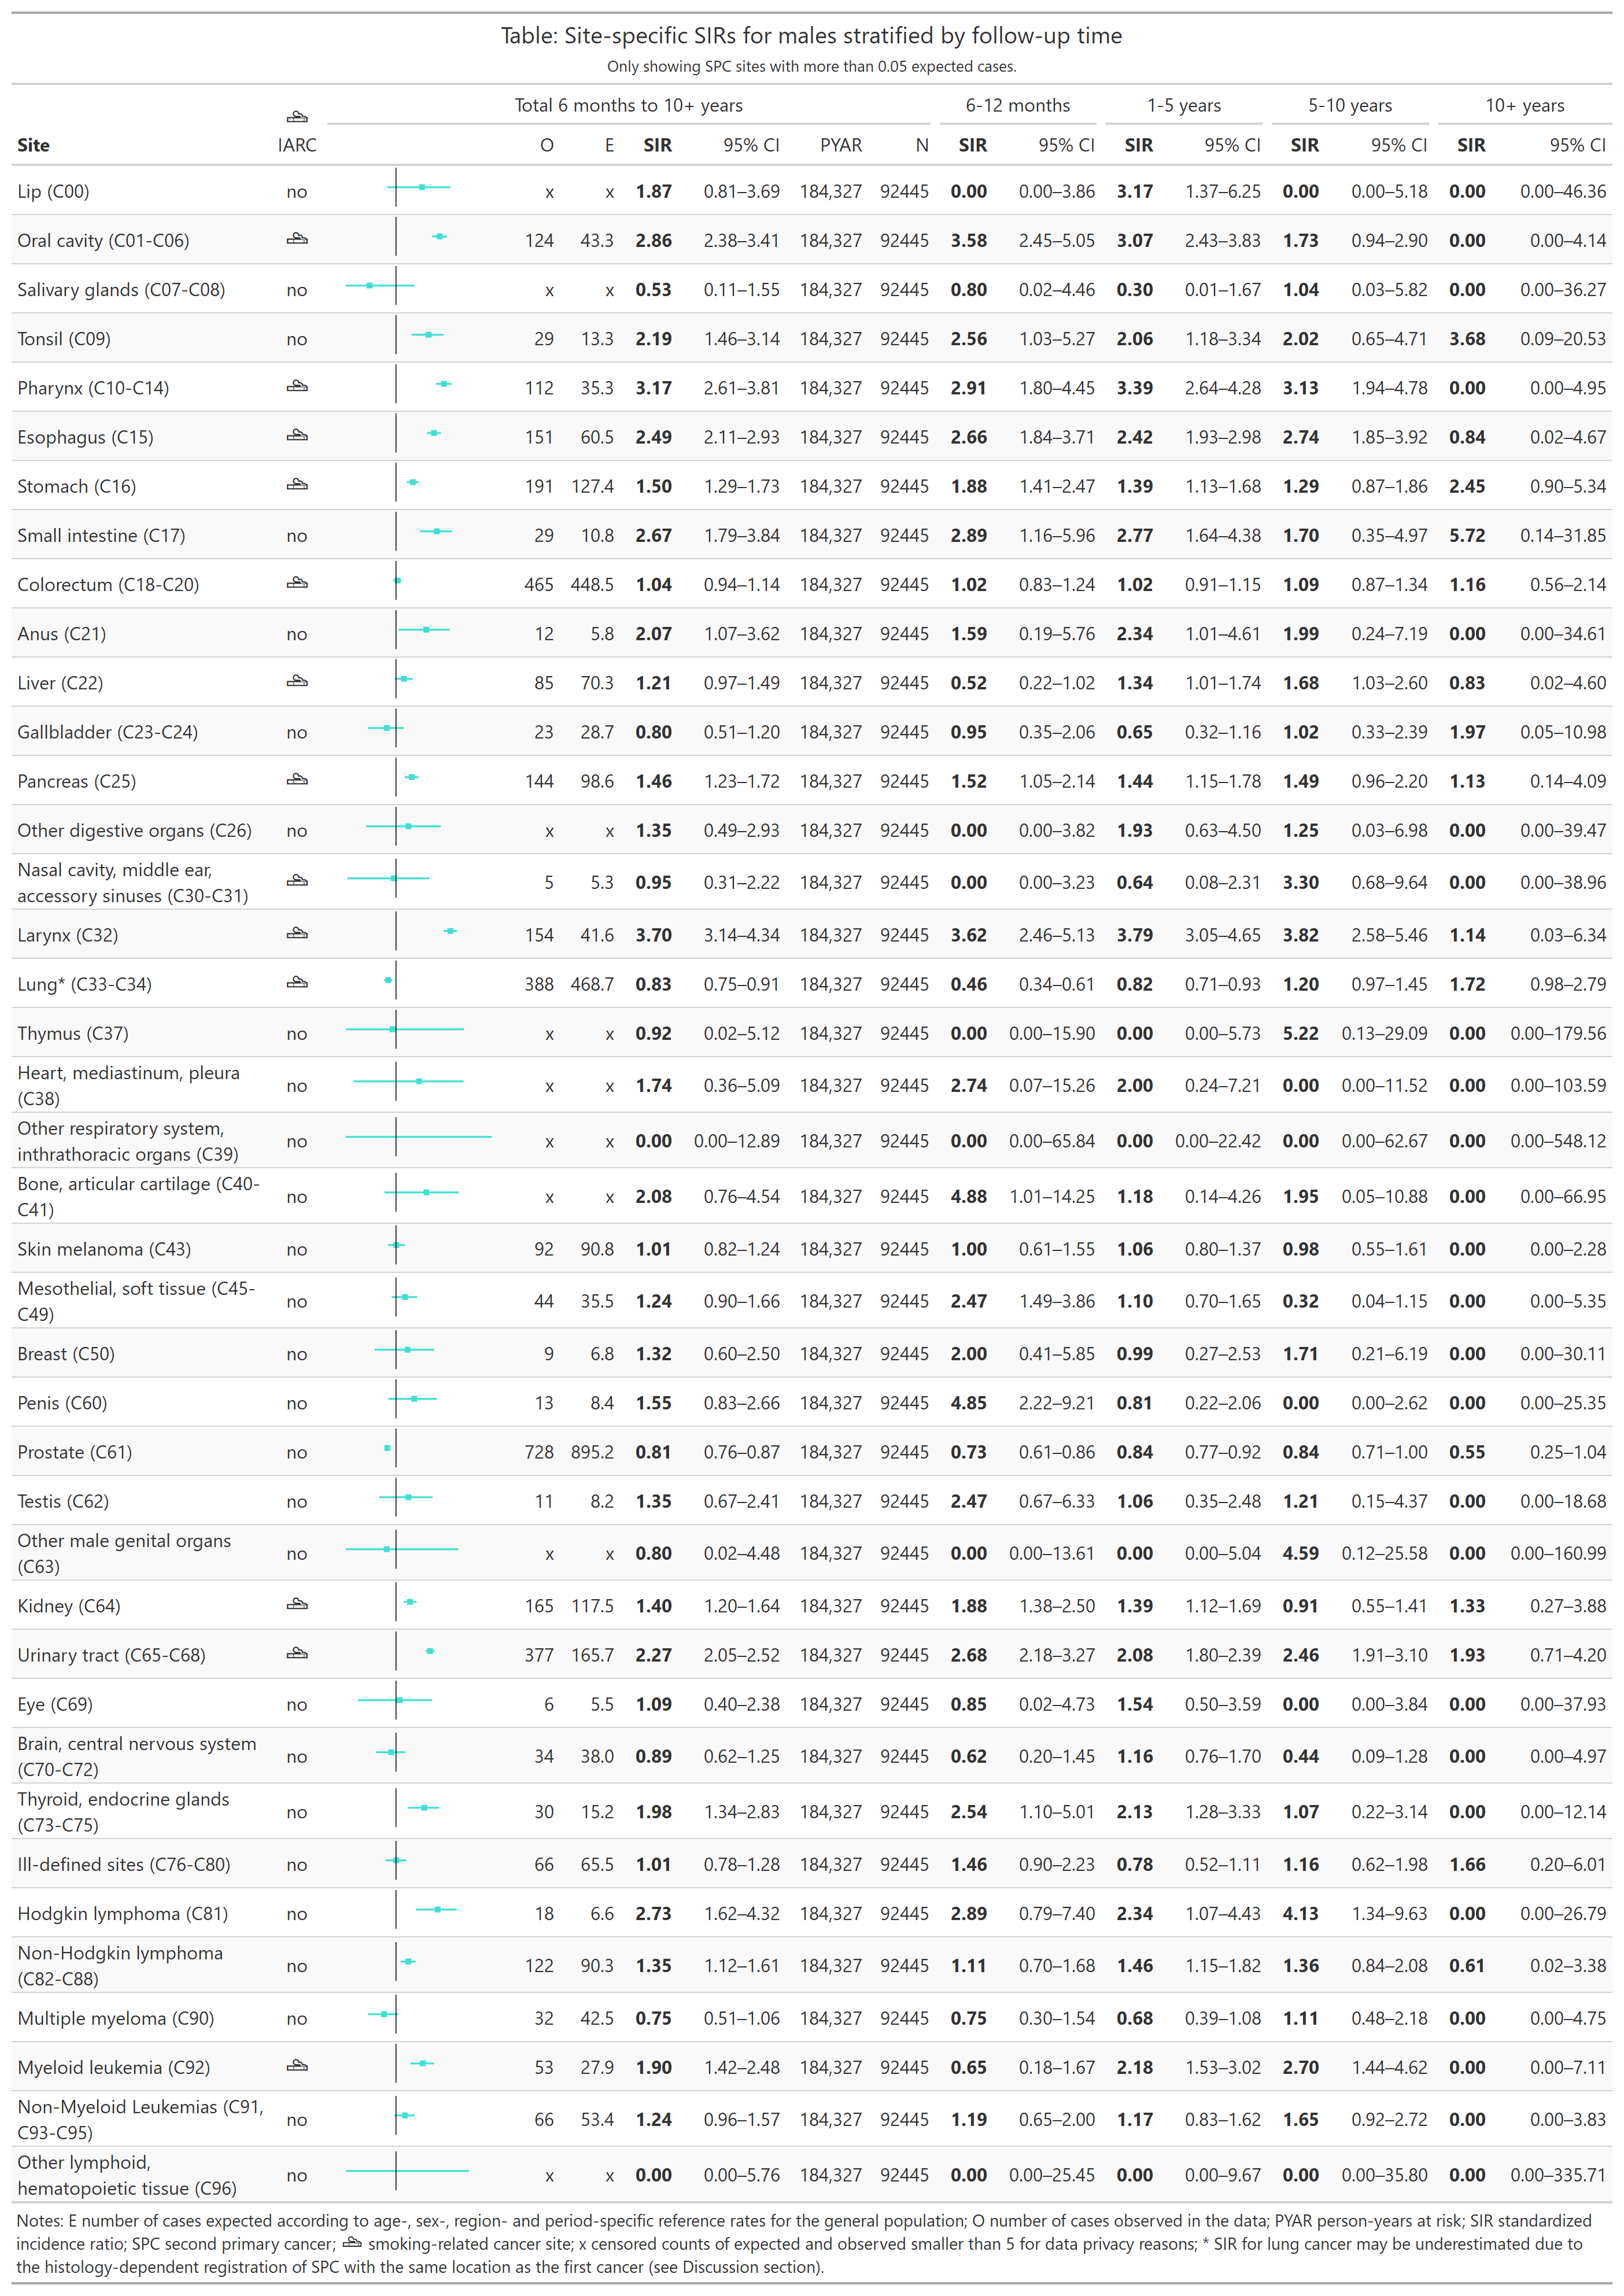 Table: Site-specific SIRs for males stratified by follow-up time
Only showing SPC sites with more than 0.05 expected cases.
Total 6 months to 10+ years 6-12 months 1-5 years 5-10 years 10+ years
Site IARC O E SIR 95% CI PYAR N SIR 95% CI SIR 95% CI SIR 95% CI SIR 95% CI
Lip (C00) no x x 1.87 0.81–3.69 184,327 92445 0.00 0.00–3.86 3.17 1.37–6.25 0.00 0.00–5.18 0.00 0.00–46.36
Oral cavity (C01-C06) 124 43.3 2.86 2.38–3.41 184,327 92445 3.58 2.45–5.05 3.07 2.43–3.83 1.73 0.94–2.90 0.00 0.00–4.14
Salivary glands (C07-C08) no x x 0.53 0.11–1.55 184,327 92445 0.80 0.02–4.46 0.30 0.01–1.67 1.04 0.03–5.82 0.00 0.00–36.27
Tonsil (C09) no 29 13.3 2.19 1.46–3.14 184,327 92445 2.56 1.03–5.27 2.06 1.18–3.34 2.02 0.65–4.71 3.68 0.09–20.53
Pharynx (C10-C14) 112 35.3 3.17 2.61–3.81 184,327 92445 2.91 1.80–4.45 3.39 2.64–4.28 3.13 1.94–4.78 0.00 0.00–4.95
Esophagus (C15) 151 60.5 2.49 2.11–2.93 184,327 92445 2.66 1.84–3.71 2.42 1.93–2.98 2.74 1.85–3.92 0.84 0.02–4.67
Stomach (C16) 191 127.4 1.50 1.29–1.73 184,327 92445 1.88 1.41–2.47 1.39 1.13–1.68 1.29 0.87–1.86 2.45 0.90–5.34
Small intestine (C17) no 29 10.8 2.67 1.79–3.84 184,327 92445 2.89 1.16–5.96 2.77 1.64–4.38 1.70 0.35–4.97 5.72 0.14–31.85
Colorectum (C18-C20) 465 448.5 1.04 0.94–1.14 184,327 92445 1.02 0.83–1.24 1.02 0.91–1.15 1.09 0.87–1.34 1.16 0.56–2.14
Anus (C21) no 12 5.8 2.07 1.07–3.62 184,327 92445 1.59 0.19–5.76 2.34 1.01–4.61 1.99 0.24–7.19 0.00 0.00–34.61
Liver (C22) 85 70.3 1.21 0.97–1.49 184,327 92445 0.52 0.22–1.02 1.34 1.01–1.74 1.68 1.03–2.60 0.83 0.02–4.60
Gallbladder (C23-C24) no 23 28.7 0.80 0.51–1.20 184,327 92445 0.95 0.35–2.06 0.65 0.32–1.16 1.02 0.33–2.39 1.97 0.05–10.98
Pancreas (C25) 144 98.6 1.46 1.23–1.72 184,327 92445 1.52 1.05–2.14 1.44 1.15–1.78 1.49 0.96–2.20 1.13 0.14–4.09
Other digestive organs (C26) no x x 1.35 0.49–2.93 184,327 92445 0.00 0.00–3.82 1.93 0.63–4.50 1.25 0.03–6.98 0.00 0.00–39.47
Nasal cavity, middle ear,
accessory sinuses (C30-C31) 5 5.3 0.95 0.31–2.22 184,327 92445 0.00 0.00–3.23 0.64 0.08–2.31 3.30 0.68–9.64 0.00 0.00–38.96
Larynx (C32) 154 41.6 3.70 3.14–4.34 184,327 92445 3.62 2.46–5.13 3.79 3.05–4.65 3.82 2.58–5.46 1.14 0.03–6.34
Lung* (C33-C34) 388 468.7 0.83 0.75–0.91 184,327 92445 0.46 0.34–0.61 0.82 0.71–0.93 1.20 0.97–1.45 1.72 0.98–2.79
Thymus (C37) no x x 0.92 0.02–5.12 184,327 92445 0.00 0.00–15.90 0.00 0.00–5.73 5.22 0.13–29.09 0.00 0.00–179.56
Heart, mediastinum, pleura
(C38) no x x 1.74 0.36–5.09 184,327 92445 2.74 0.07–15.26 2.00 0.24–7.21 0.00 0.00–11.52 0.00 0.00–103.59
Other respiratory system,
inthrathoracic organs (C39) no x x 0.00 0.00–12.89 184,327 92445 0.00 0.00–65.84 0.00 0.00–22.42 0.00 0.00–62.67 0.00 0.00–548.12
Bone, articular cartilage (C40-
C41) no x x 2.08 0.76–4.54 184,327 92445 4.88 1.01–14.25 1.18 0.14–4.26 1.95 0.05–10.88 0.00 0.00–66.95
Skin melanoma (C43) no 92 90.8 1.01 0.82–1.24 184,327 92445 1.00 0.61–1.55 1.06 0.80–1.37 0.98 0.55–1.61 0.00 0.00–2.28
Mesothelial, soft tissue (C45-
C49) no 44 35.5 1.24 0.90–1.66 184,327 92445 2.47 1.49–3.86 1.10 0.70–1.65 0.32 0.04–1.15 0.00 0.00–5.35
Breast (C50) no 9 6.8 1.32 0.60–2.50 184,327 92445 2.00 0.41–5.85 0.99 0.27–2.53 1.71 0.21–6.19 0.00 0.00–30.11
Penis (C60) no 13 8.4 1.55 0.83–2.66 184,327 92445 4.85 2.22–9.21 0.81 0.22–2.06 0.00 0.00–2.62 0.00 0.00–25.35
Prostate (C61) no 728 895.2 0.81 0.76–0.87 184,327 92445 0.73 0.61–0.86 0.84 0.77–0.92 0.84 0.71–1.00 0.55 0.25–1.04
Testis (C62) no 11 8.2 1.35 0.67–2.41 184,327 92445 2.47 0.67–6.33 1.06 0.35–2.48 1.21 0.15–4.37 0.00 0.00–18.68
Other male genital organs
(C63) no x x 0.80 0.02–4.48 184,327 92445 0.00 0.00–13.61 0.00 0.00–5.04 4.59 0.12–25.58 0.00 0.00–160.99
Kidney (C64) 165 117.5 1.40 1.20–1.64 184,327 92445 1.88 1.38–2.50 1.39 1.12–1.69 0.91 0.55–1.41 1.33 0.27–3.88
Urinary tract (C65-C68) 377 165.7 2.27 2.05–2.52 184,327 92445 2.68 2.18–3.27 2.08 1.80–2.39 2.46 1.91–3.10 1.93 0.71–4.20
Eye (C69) no 6 5.5 1.09 0.40–2.38 184,327 92445 0.85 0.02–4.73 1.54 0.50–3.59 0.00 0.00–3.84 0.00 0.00–37.93
Brain, central nervous system
(C70-C72) no 34 38.0 0.89 0.62–1.25 184,327 92445 0.62 0.20–1.45 1.16 0.76–1.70 0.44 0.09–1.28 0.00 0.00–4.97
Thyroid, endocrine glands
(C73-C75) no 30 15.2 1.98 1.34–2.83 184,327 92445 2.54 1.10–5.01 2.13 1.28–3.33 1.07 0.22–3.14 0.00 0.00–12.14
Ill-defined sites (C76-C80) no 66 65.5 1.01 0.78–1.28 184,327 92445 1.46 0.90–2.23 0.78 0.52–1.11 1.16 0.62–1.98 1.66 0.20–6.01
Hodgkin lymphoma (C81) no 18 6.6 2.73 1.62–4.32 184,327 92445 2.89 0.79–7.40 2.34 1.07–4.43 4.13 1.34–9.63 0.00 0.00–26.79
Non-Hodgkin lymphoma
(C82-C88) no 122 90.3 1.35 1.12–1.61 184,327 92445 1.11 0.70–1.68 1.46 1.15–1.82 1.36 0.84–2.08 0.61 0.02–3.38
Multiple myeloma (C90) no 32 42.5 0.75 0.51–1.06 184,327 92445 0.75 0.30–1.54 0.68 0.39–1.08 1.11 0.48–2.18 0.00 0.00–4.75
Myeloid leukemia (C92) 53 27.9 1.90 1.42–2.48 184,327 92445 0.65 0.18–1.67 2.18 1.53–3.02 2.70 1.44–4.62 0.00 0.00–7.11
Non-Myeloid Leukemias (C91,
C93-C95) no 66 53.4 1.24 0.96–1.57 184,327 92445 1.19 0.65–2.00 1.17 0.83–1.62 1.65 0.92–2.72 0.00 0.00–3.83
Other lymphoid,
hematopoietic tissue (C96) no x x 0.00 0.00–5.76 184,327 92445 0.00 0.00–25.45 0.00 0.00–9.67 0.00 0.00–35.80 0.00 0.00–335.71
Notes: E number of cases expected according to age-, sex-, region- and period-specific reference rates for the general population; O number of cases observed in the data; PYAR person-years at risk; SIR standardized
incidence ratio; SPC second primary cancer; smoking-related cancer site; x censored counts of expected and observed smaller than 5 for data privacy reasons; * SIR for lung cancer may be underestimated due to
the histology-dependent registration of SPC with the same location as the first cancer (see Discussion section).